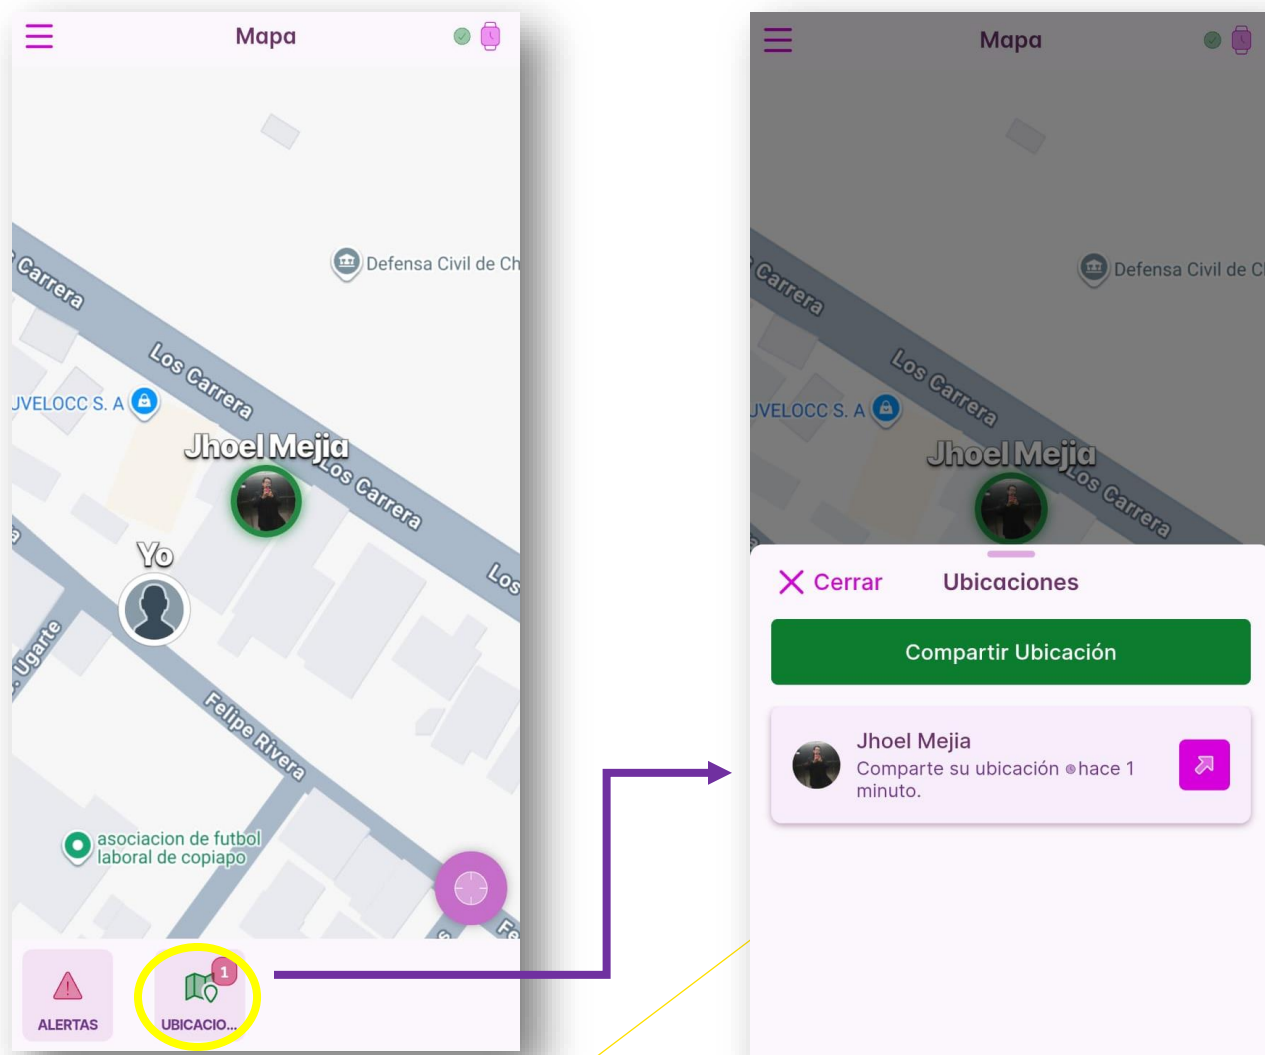 Mapa
Defensa Civil de Ch
Carrera
Los Carrera
JVELOCC S. A
Jhoel Mejia
Los Carrera
Yo
Los
Ugarte
Felipe Rivera
asociacion de futbol
laboral de copiapo
Fe
1
ALERTAS
UBICACIO...
Mapa
Defensa Civil de C
Carrera
Los Carrera
JVELOCC S. A
Jhoel Mejia
Los Carrera
Cerrar
Ubicaciones
Compartir Ubicación
Jhoel Mejia
Comparte su ubicación hace 1
minuto.